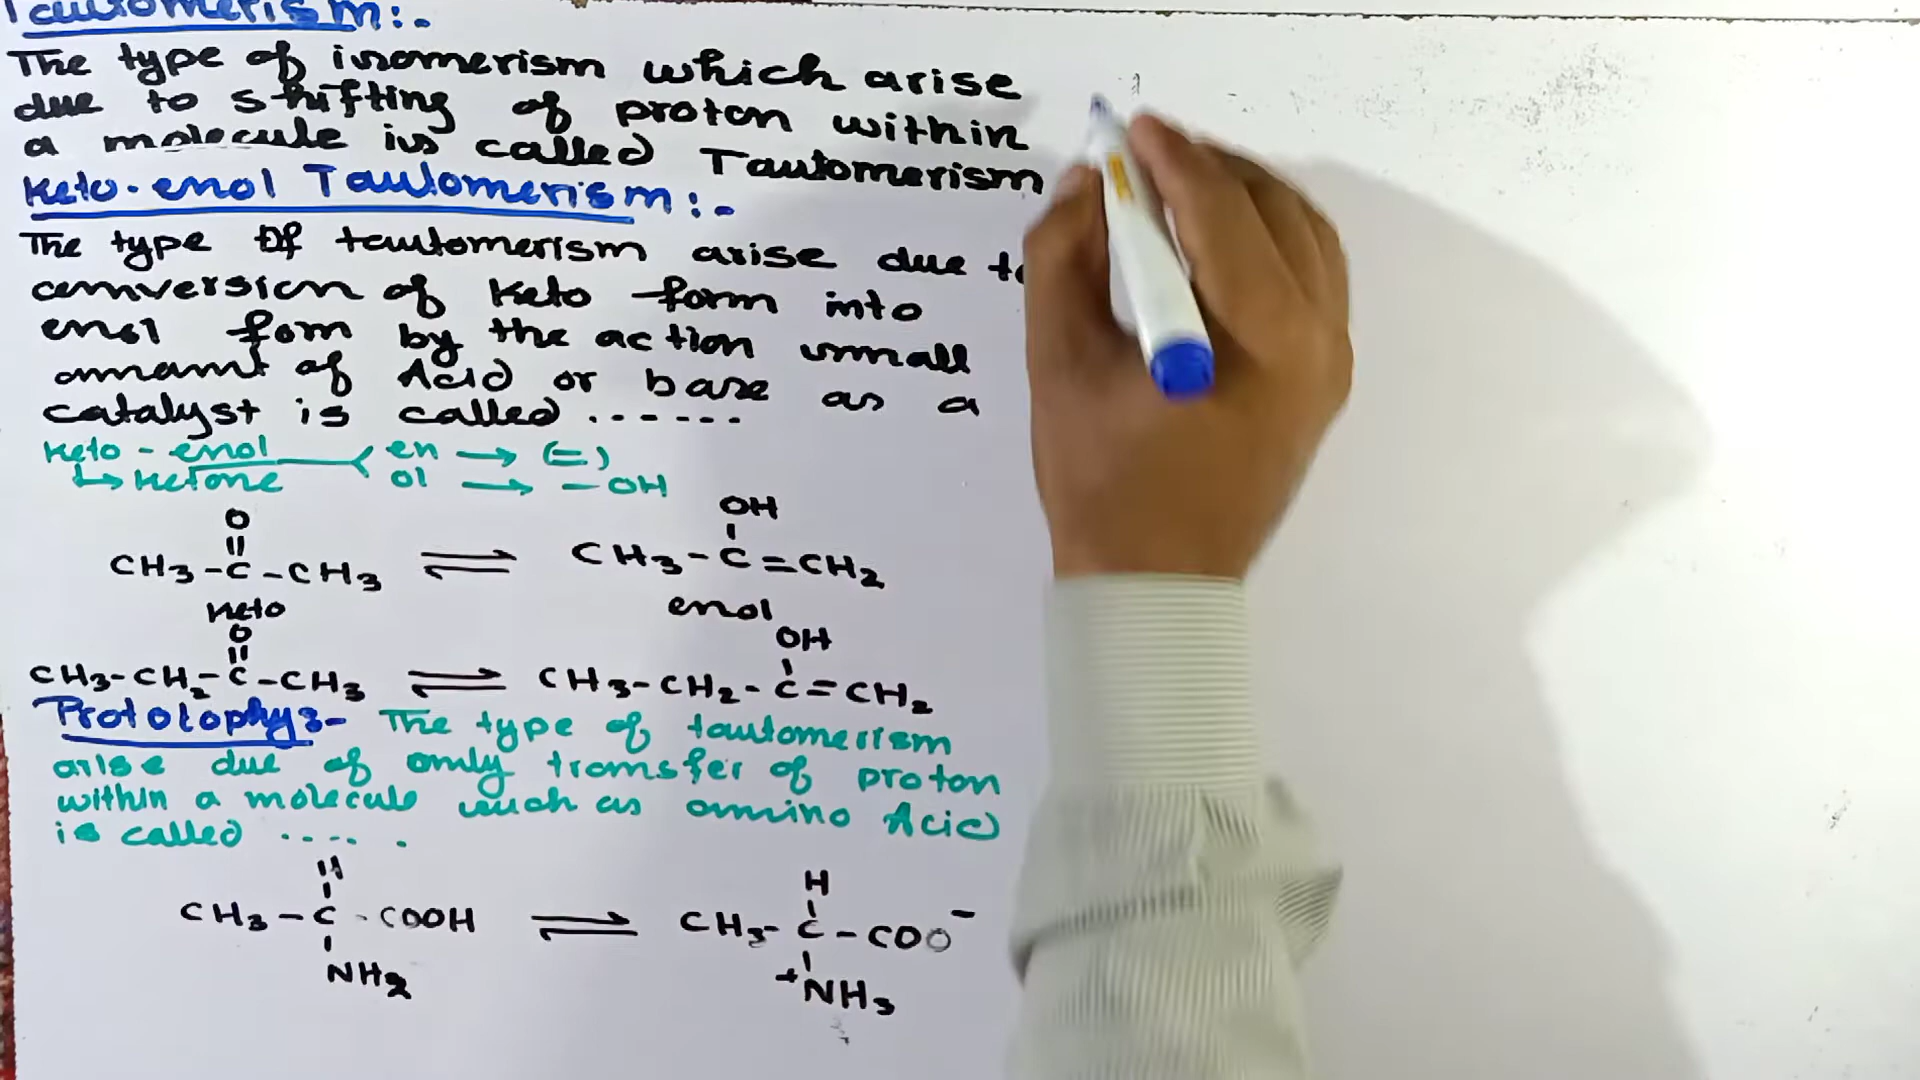 Tautomerism:-
The type of isomerism which arise
due to shifting of proton within
a molecule is called Tautomerism
Keto-enol Tautomerism:-
The type of tautomerism arise due to
conversion of Keto form into
enol form by the action small
amount of Acid or base as a
catalyst is called ......
Keto - enol en → (=)
↳ Ketone ol → -OH
O
||
CH3-C-CH3 ⇌ CH3-C=CH2
OH
keto enol
O
||
CH3-CH2-C-CH3 ⇌ CH3-CH2-C=CH2
OH
Prototophy:- The type of tautomerism
arise due of only transfer of proton
within a molecule such as amino Acid
is called .....
H
CH3-C-COOH ⇌ CH3-C-COO-
NH2
H
+NH3